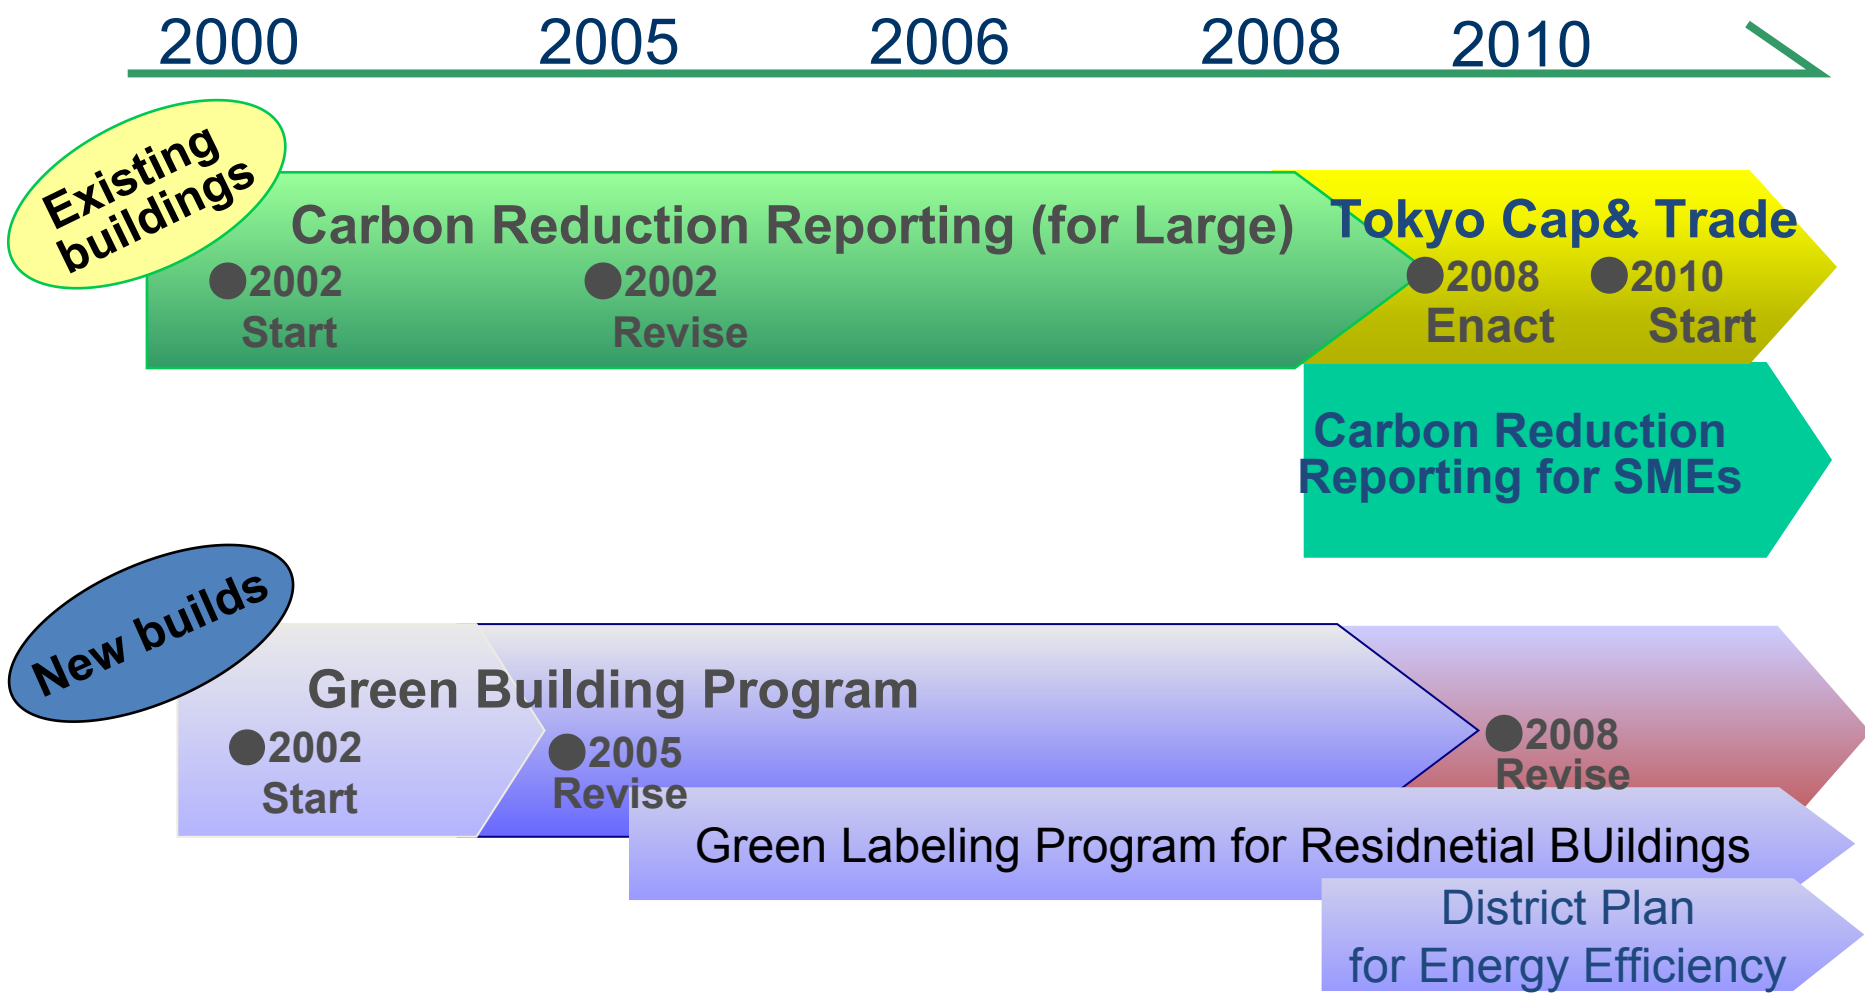 2000 2005 2006 2008 2010
Existing
buildings
Carbon Reduction Reporting (for Large)
Tokyo Cap& Trade
2002
Start
2002
Revise
2008
Enact
2010
Start
Carbon Reduction
Reporting for SMEs
New builds
Green Building Program
2002
Start
2005
Revise
2008
Revise
Green Labeling Program for Residnetial BUildings
District Plan
for Energy Efficiency